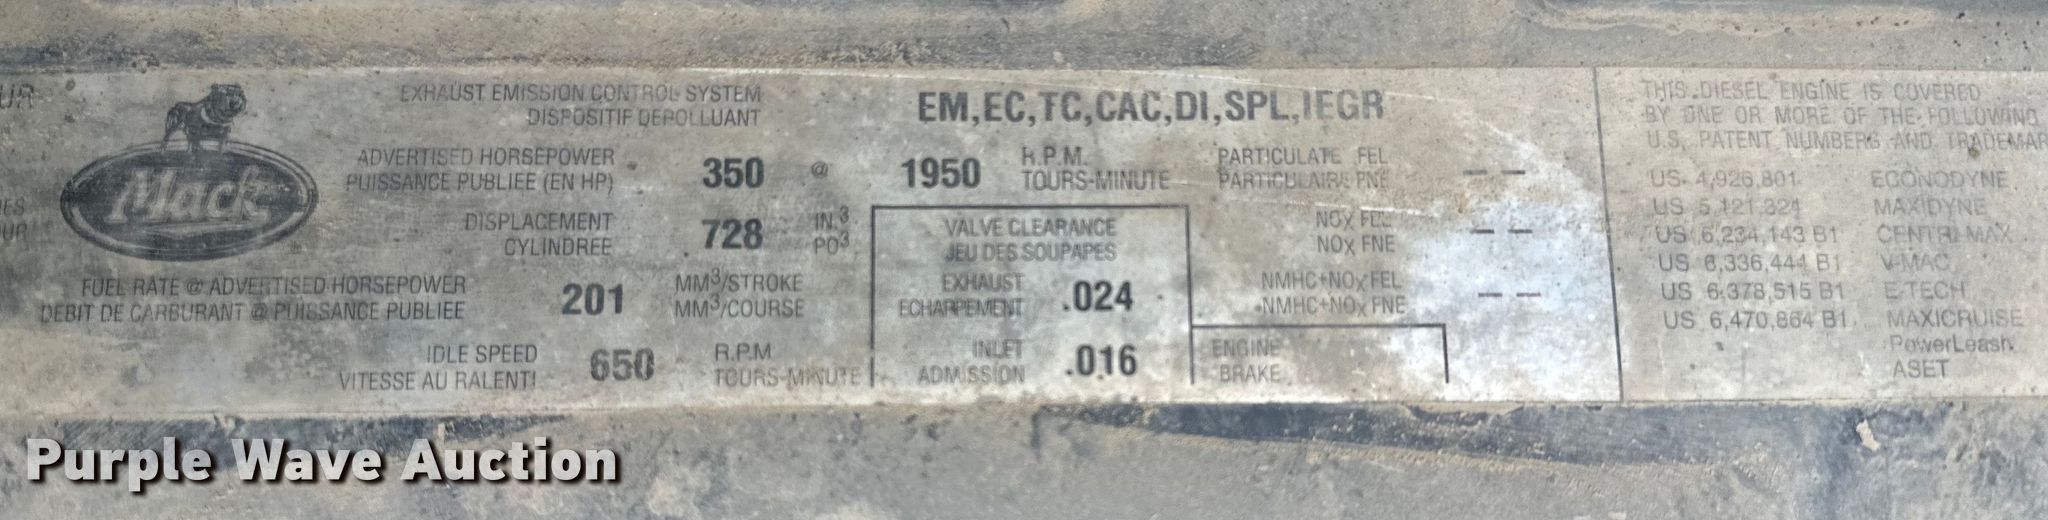 Mack
EXHAUST EMISSION CONTROL SYSTEM
DISPOSITIF DEPOLLUANT
EM,EC,TC,CAC,DI,SPL,IEGR
ADVERTISED HORSEPOWER
PUISSANCE PUBLIEE (EN HP)
350 @ 1950
R.P.M.
TOURS-MINUTE
DISPLACEMENT
CYLINDREE
728
IN.3
PO3
FUEL RATE @ ADVERTISED HORSEPOWER
DEBIT DE CARBURANT @ PUISSANCE PUBLIEE
201
MM3/STROKE
MM3/COURSE
IDLE SPEED
VITESSE AU RALENTI
650
R.P.M
TOURS-MINUTE
VALVE CLEARANCE
JEU DES SOUPAPES
EXHAUST
ECHARPEMENT
.024
INLET
ADMISSION
.016
PARTICULATE FEL
PARTICULAIRE FNE
– –
NOX FEL
NOX FNE
– –
NMHC+NOX FEL
NMHC+NOX FNE
– –
ENGINE
BRAKE
THIS DIESEL ENGINE IS COVERED
BY ONE OR MORE OF THE FOLLOWING
U.S. PATENT NUMBERS AND TRADEMAR
US 4,926,801 ECONODYNE
US 5,121,324 MAXIDYNE
US 6,234,143 B1 CENTRI MAX
US 6,336,444 B1 V-MAC
US 6,378,515 B1 E-TECH
US 6,470,864 B1 MAXICRUISE
PowerLeash
ASET
Purple Wave Auction